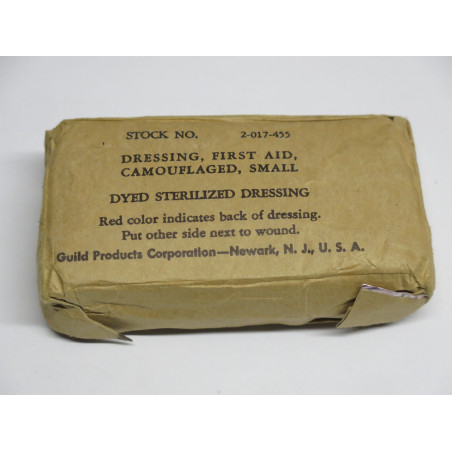 STOCK NO. 2-017-455
DRESSING, FIRST AID,
CAMOUFLAGED, SMALL
DYED STERILIZED DRESSING
Red color indicates back of dressing.
Put other side next to wound.
Guild Products Corporation—Newark, N. J., U. S. A.